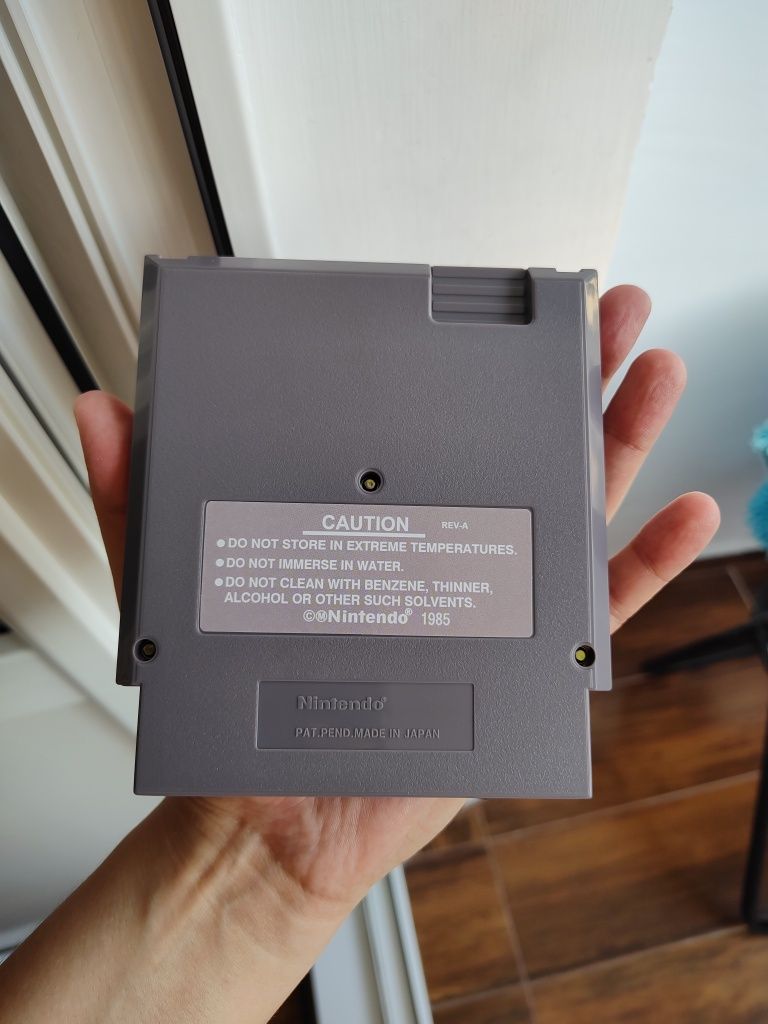 CAUTION REV-A
• DO NOT STORE IN EXTREME TEMPERATURES.
• DO NOT IMMERSE IN WATER.
• DO NOT CLEAN WITH BENZENE, THINNER,
ALCOHOL OR OTHER SUCH SOLVENTS.
©ⓂNintendo® 1985
Nintendo®
PAT.PEND.MADE IN JAPAN